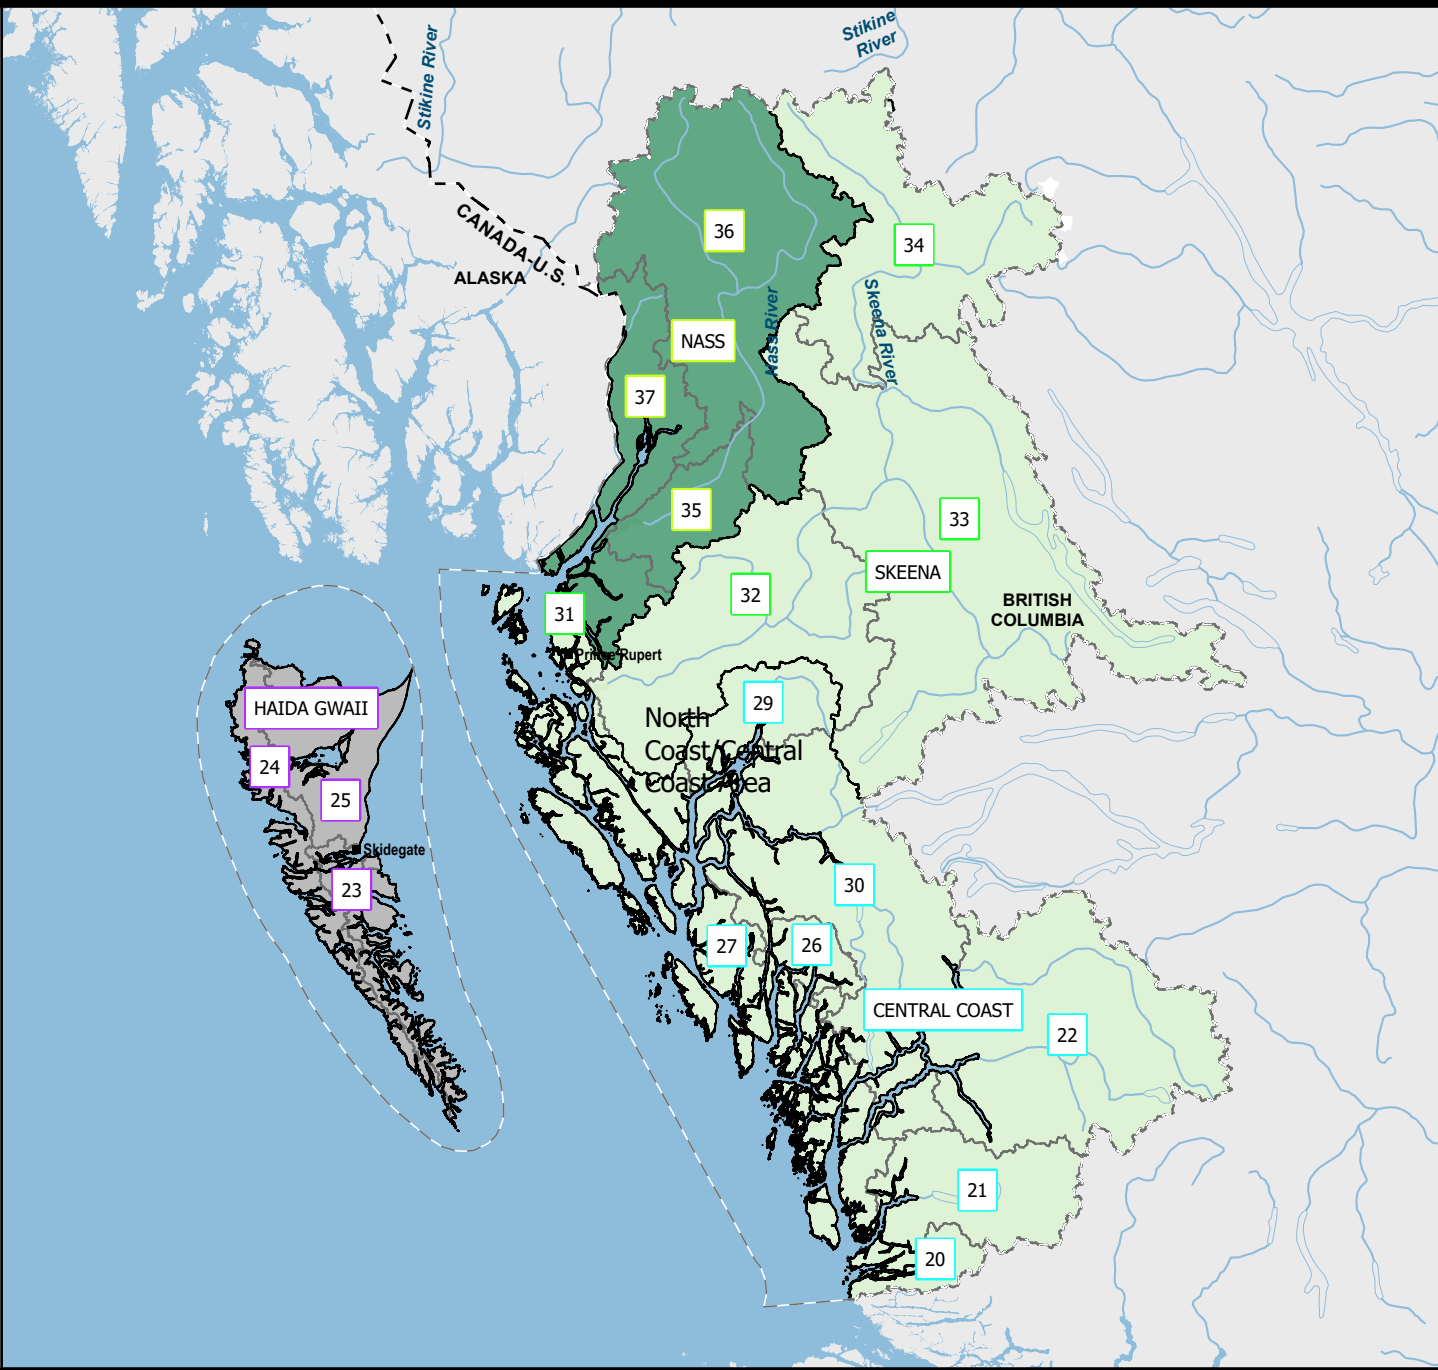 Stikine
River
Stikine River
CANADA-U.S.
ALASKA
36
34
Skeena River
Nass River
NASS
37
35
33
SKEENA
32
BRITISH
COLUMBIA
31
Prince Rupert
HAIDA GWAII
29
North
Coast/Central
Coast Area
24
25
Skidegate
23
30
27
26
CENTRAL COAST
22
21
20